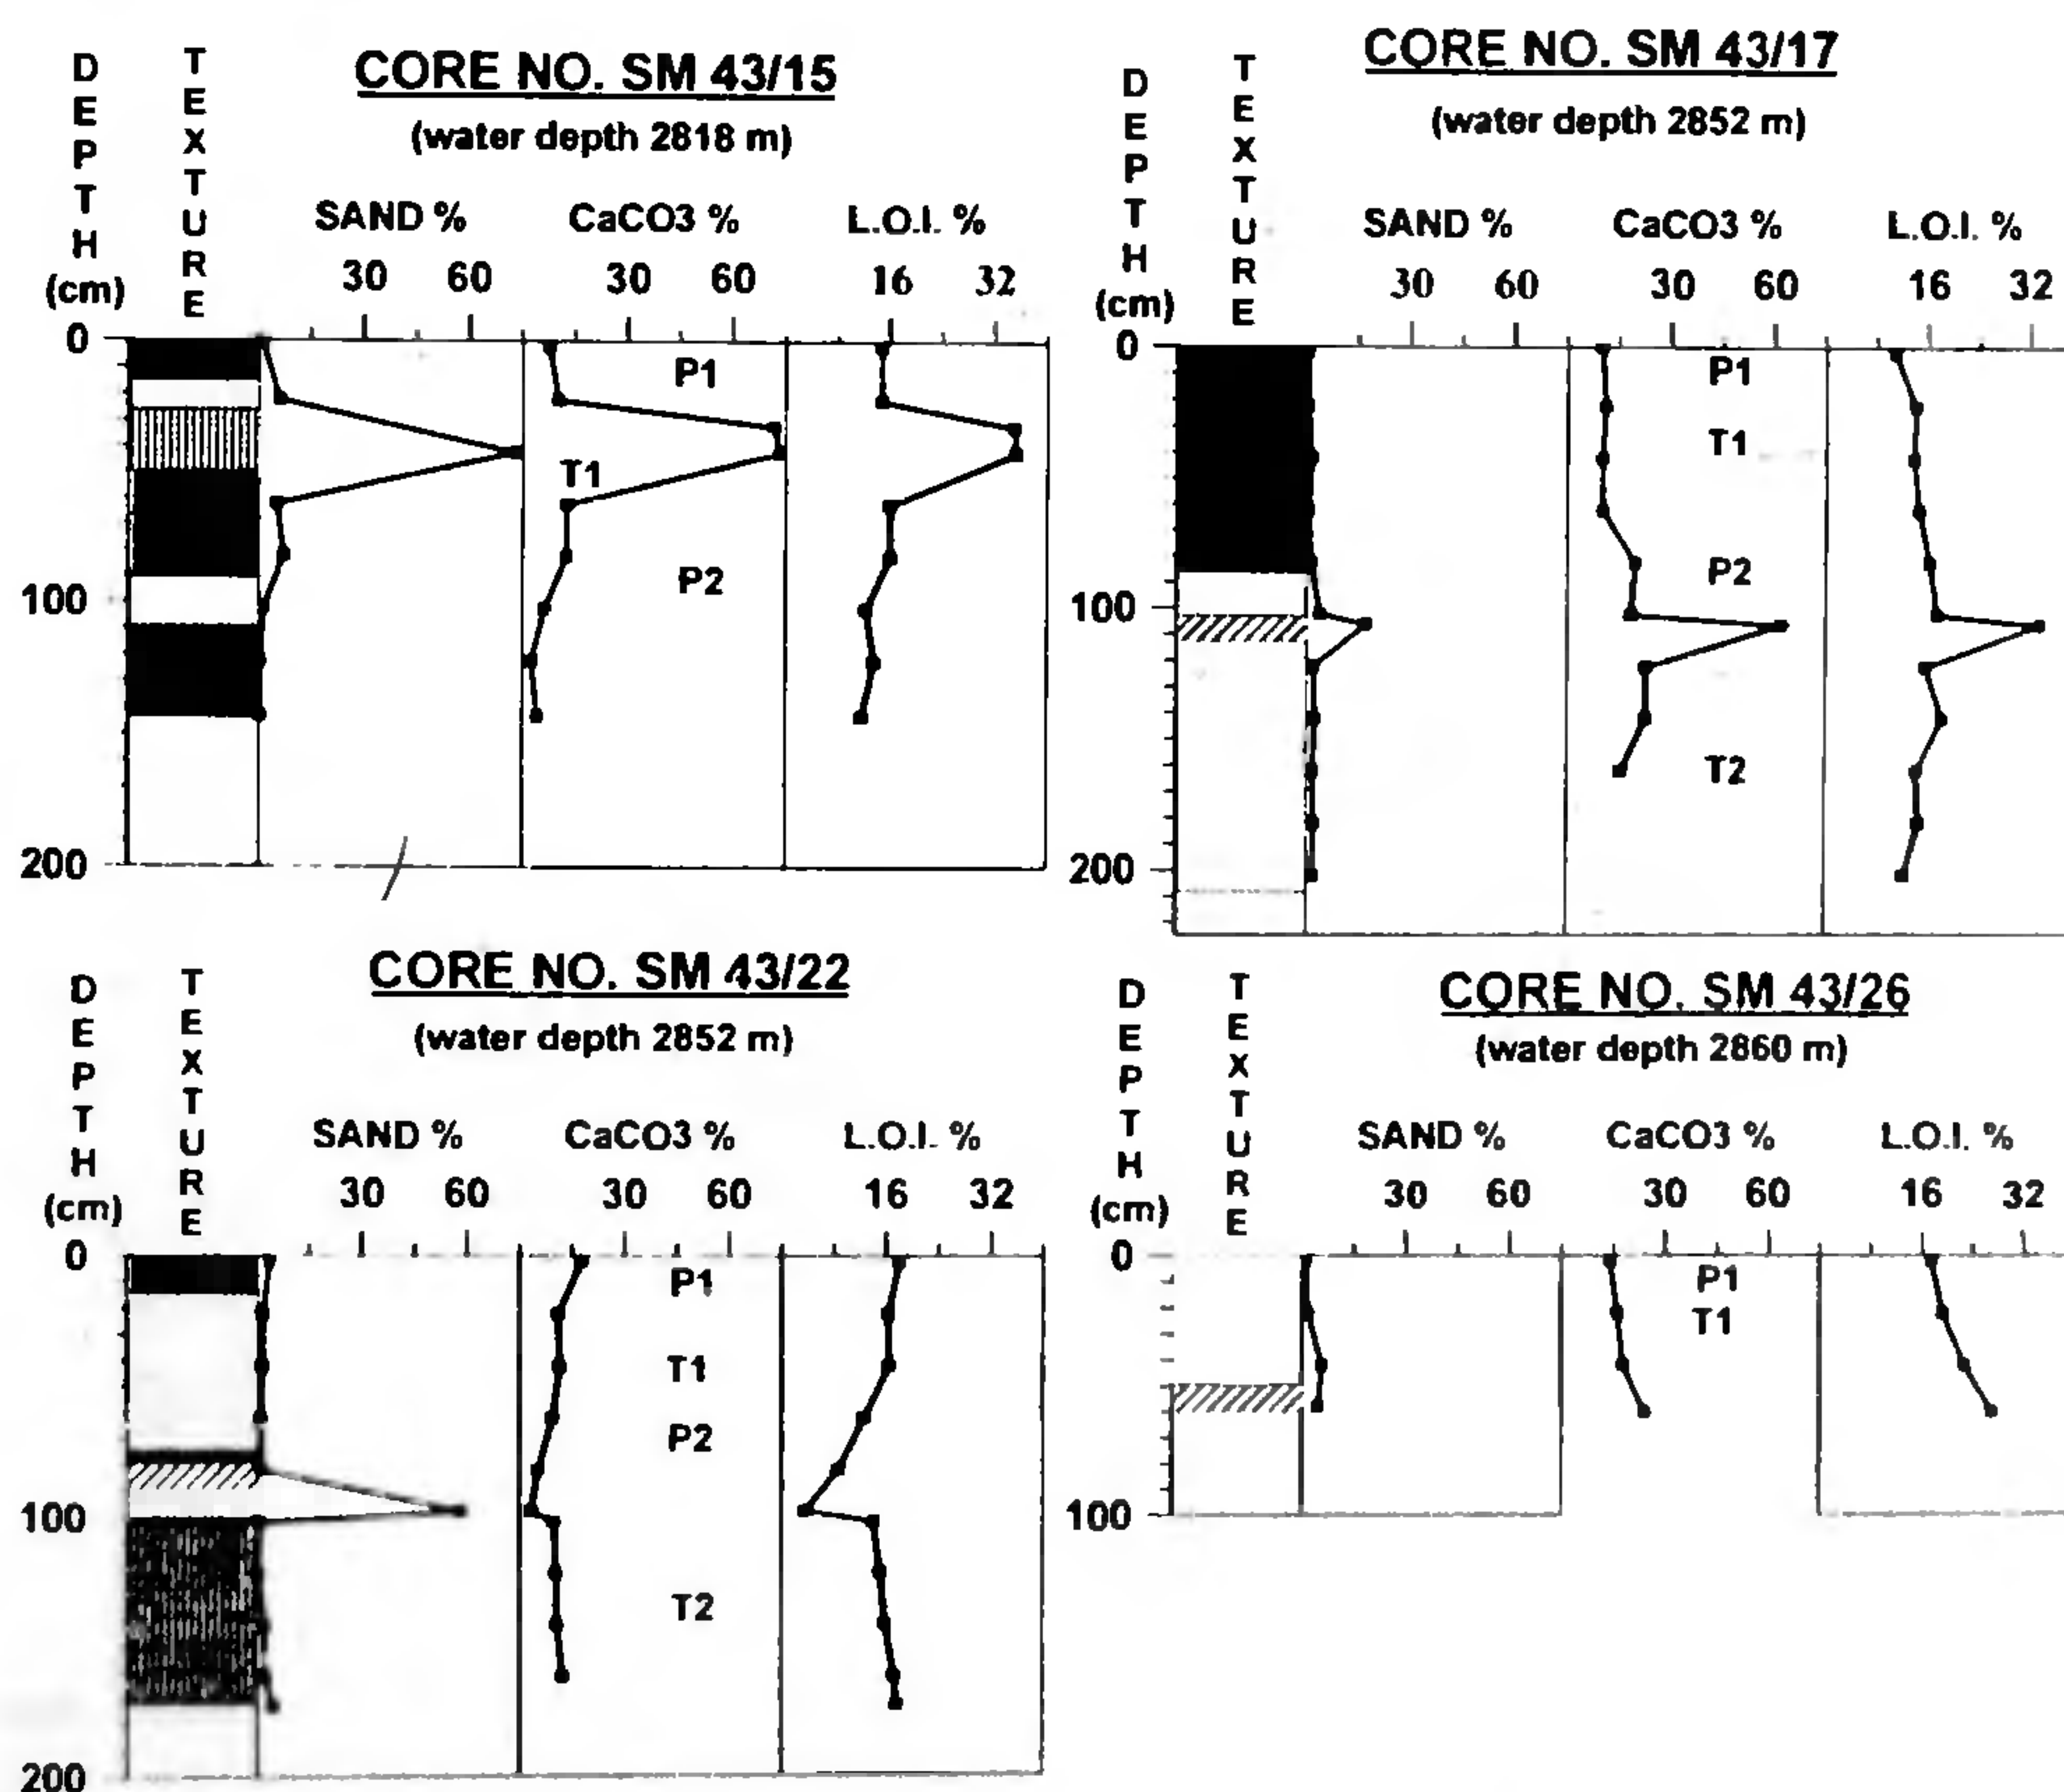 CORE NO. SM 43/15
(water depth 2818 m)
DEPTH (cm)
TEXTURE
SAND % CaCO3 % L.O.I. %
30 60 30 60 16 32
0
P1
T1
P2
100
200
CORE NO. SM 43/17
(water depth 2852 m)
DEPTH (cm)
TEXTURE
SAND % CaCO3 % L.O.I. %
30 60 30 60 16 32
0
P1
T1
P2
100
T2
200
CORE NO. SM 43/22
(water depth 2852 m)
DEPTH (cm)
TEXTURE
SAND % CaCO3 % L.O.I. %
30 60 30 60 16 32
0
P1
T1
P2
100
T2
200
CORE NO. SM 43/26
(water depth 2860 m)
DEPTH (cm)
TEXTURE
SAND % CaCO3 % L.O.I. %
30 60 30 60 16 32
0
P1
T1
100